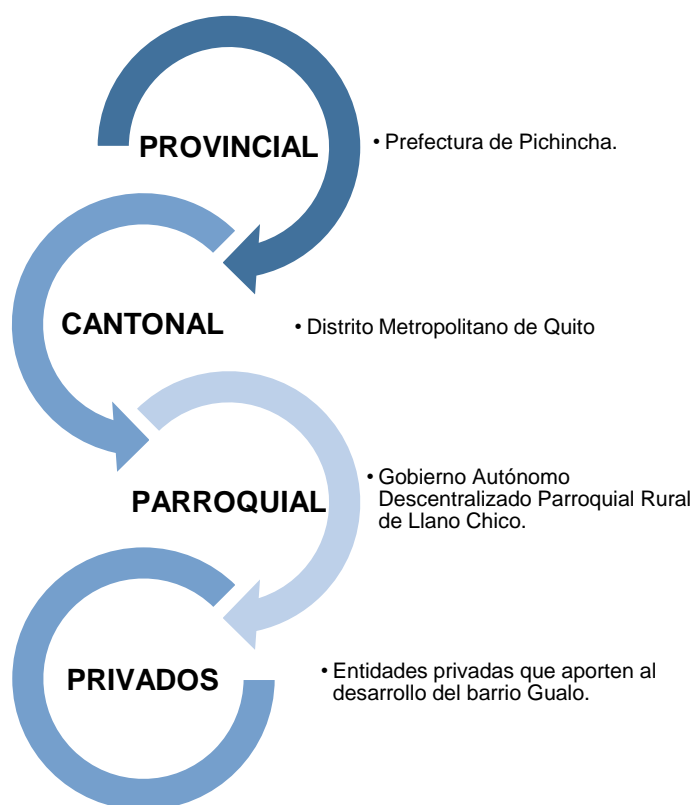 PROVINCIAL
• Prefectura de Pichincha.
CANTONAL
• Distrito Metropolitano de Quito
PARROQUIAL
• Gobierno Autónomo
Descentralizado Parroquial Rural
de Llano Chico.
PRIVADOS
• Entidades privadas que aporten al
desarrollo del barrio Gualo.